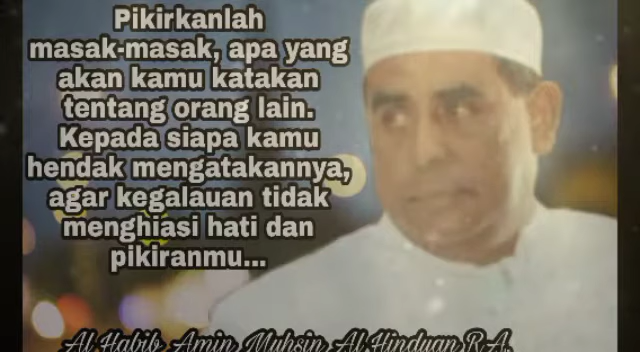 Pikirkanlah
masak-masak, apa yang
akan kamu katakan
tentang orang lain.
Kepada siapa kamu
hendak mengatakannya,
agar kegalauan tidak
menghiasi hati dan
pikiranmu...
Al Habib Amin Muhsin Al Hinduan R.A.